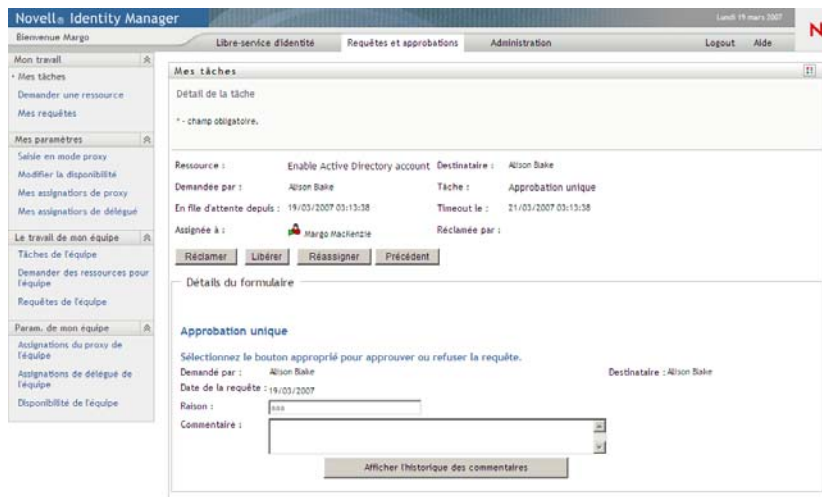 Novell® Identity Manager
Lundi 19 mars 2007
N
Bienvenue Margo
Libre-service d'identité
Requêtes et approbations
Administration
Logout
Aide
Mon travail
Mes tâches
Demander une ressource
Mes requêtes
Mes paramètres
Saisie en mode proxy
Modifier la disponibilité
Mes assignations de proxy
Mes assignations de délégué
Le travail de mon équipe
Tâches de l'équipe
Demander des ressources pour
l'équipe
Requêtes de l'équipe
Param. de mon équipe
Assignations du proxy de
l'équipe
Assignations de délégué de
l'équipe
Disponibilité de l'équipe
Mes tâches
Détail de la tâche
* - champ obligatoire.
Ressource : Enable Active Directory account Destinataire : Alison Blake
Demandée par : Alison Blake Tâche : Approbation unique
En file d'attente depuis : 19/03/2007 03:13:38 Timeout le : 21/03/2007 03:13:38
Assignée à : Margo MacKenzie Réclamée par :
Réclamer Libérer Réassigner Précédent
Détails du formulaire
Approbation unique
Sélectionnez le bouton approprié pour approuver ou refuser la requête.
Demandé par : Alison Blake Destinataire : Alison Blake
Date de la requête : 19/03/2007
Raison :
Commentaire :
Afficher l'historique des commentaires